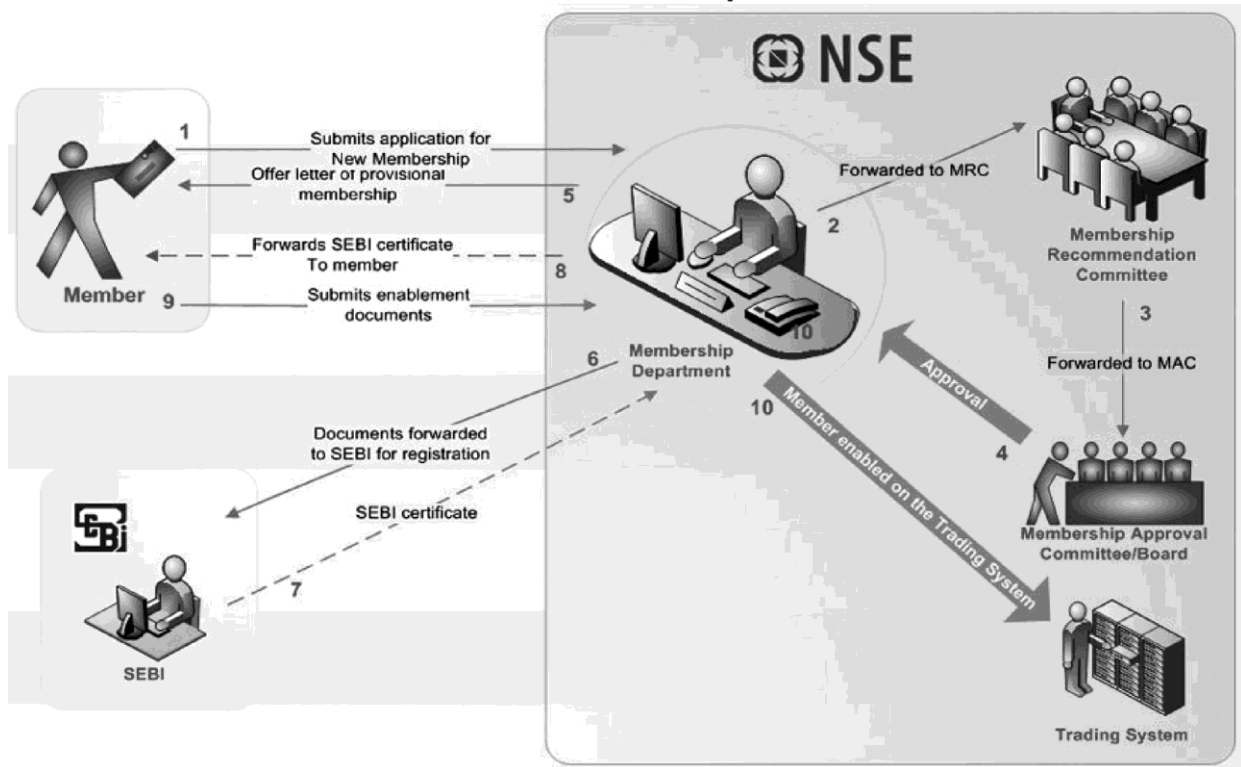 NSE
1
Submits application for
New Membership
Offer letter of provisional
membership
5
Forwards SEBI certificate
To member
8
Member
9
Submits enablement
documents
2
Forwarded to MRC
Membership
Recommendation
Committee
3
Forwarded to MAC
10
Membership
Department
6
Approval
4
10
Member enabled on the Trading System
Documents forwarded
to SEBI for registration
SEBI certificate
7
SEBi
SEBI
Membership Approval
Committee/Board
Trading System